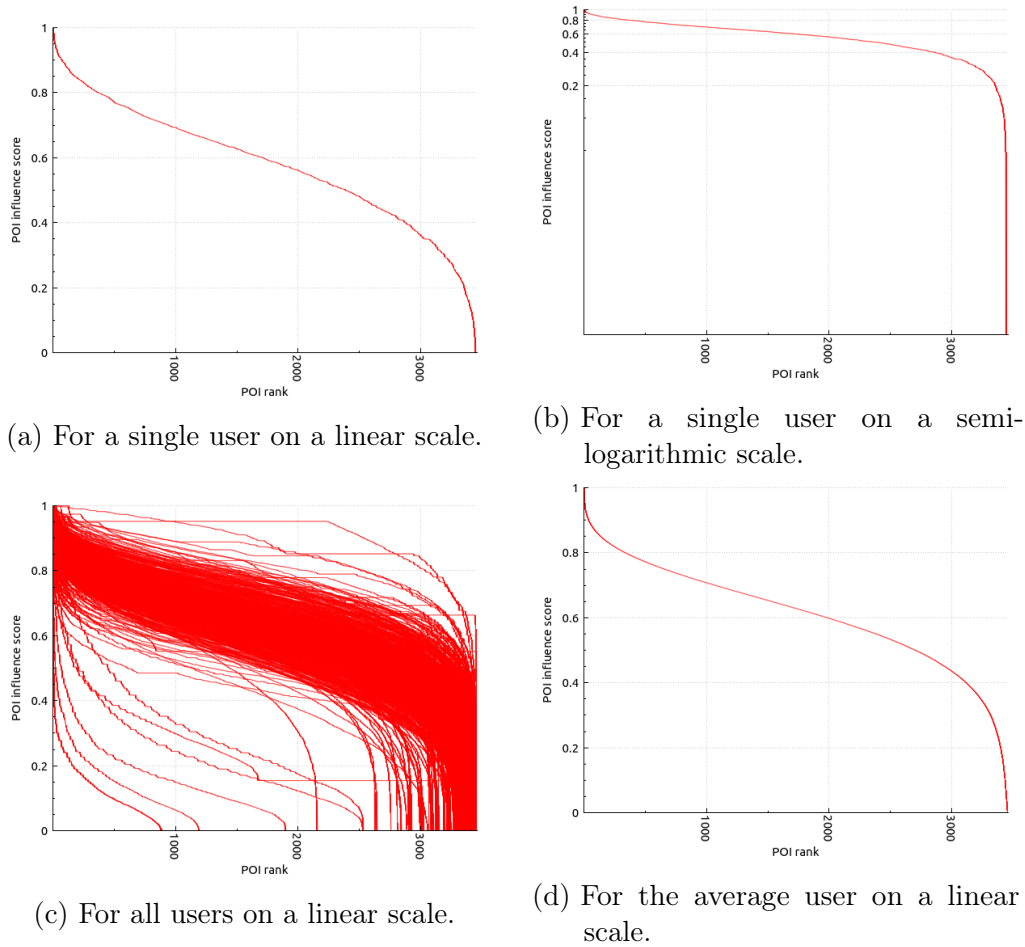 1
0.8
0.6
0.4
0.2
0
POI influence score
1000
2000
3000
POI rank
(a) For a single user on a linear scale.
1
0.8
0.6
0.4
0.2
POI influence score
1000
2000
3000
POI rank
(b) For a single user on a semi-
logarithmic scale.
1
0.8
0.6
0.4
0.2
0
POI influence score
1000
2000
3000
POI rank
(c) For all users on a linear scale.
1
0.8
0.6
0.4
0.2
0
POI influence score
1000
2000
3000
POI rank
(d) For the average user on a linear
scale.